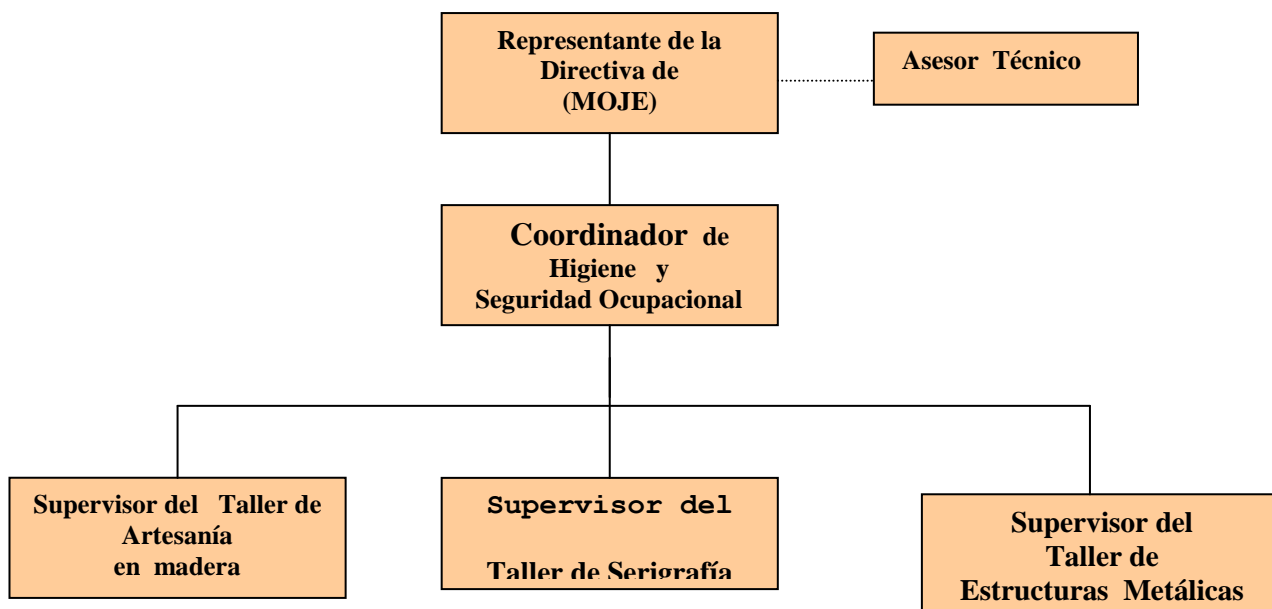 Representante de la
Directiva de
(MOJE)
Asesor Técnico
Coordinador de
Higiene y
Seguridad Ocupacional
Supervisor del Taller de
Artesanía
en madera
Supervisor del
Taller de Serigrafía
Supervisor del
Taller de
Estructuras Metálicas